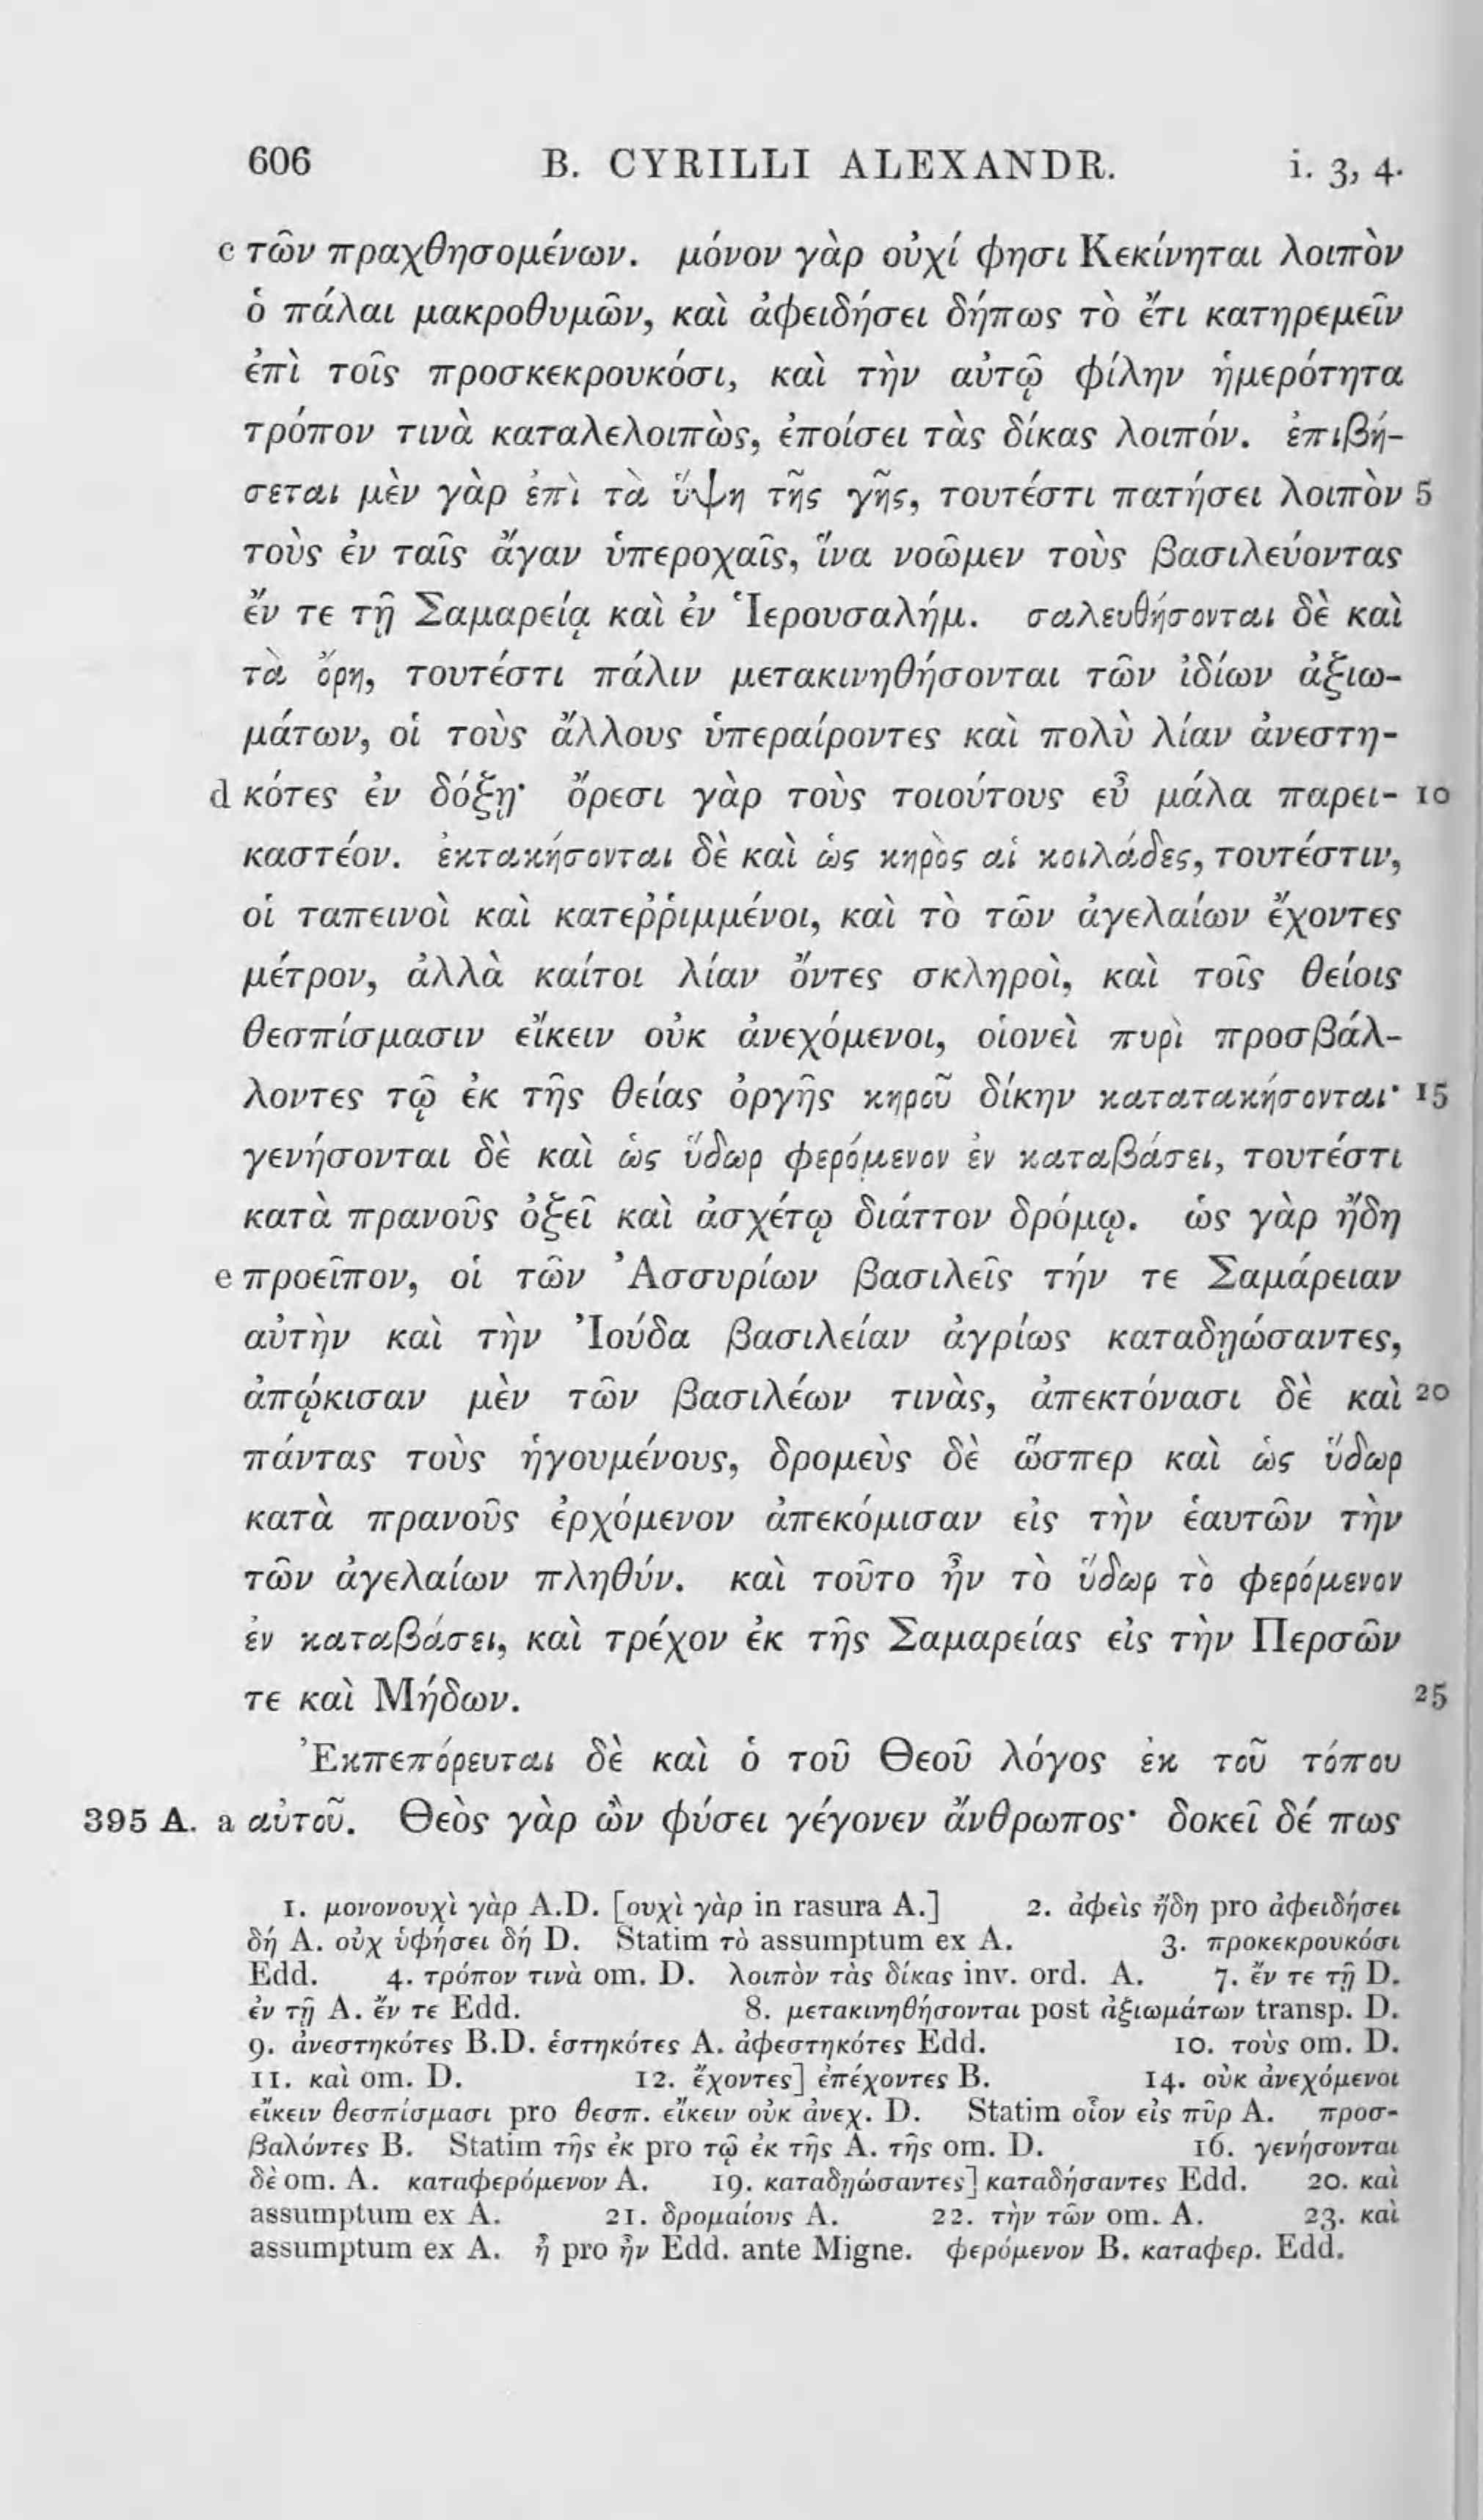 606 B. CYRILLI ALEXANDR. i. 3, 4.
c τῶν πραχθησομένων. μόνον γὰρ οὐχί φησι Κεκίνηται λοιπὸν
ὁ πάλαι μακροθυμῶν, καὶ ἀφειδήσει δήπως τὸ ἔτι κατηρεμεῖν
ἐπὶ τοῖς προσκεκρουκόσι, καὶ τὴν αὐτῷ φίλην ἡμερότητα
τρόπον τινὰ καταλελοιπὼς, ἐποίσει τὰς δίκας λοιπόν. ἐπιβή-
σεται μὲν γὰρ ἐπὶ τὰ ὕψη τῆς γῆς, τουτέστι πατήσει λοιπὸν 5
τοὺς ἐν ταῖς ἄγαν ὑπεροχαῖς, ἵνα νοῶμεν τοὺς βασιλεύοντας
ἔν τε τῇ Σαμαρείᾳ καὶ ἐν Ἱερουσαλήμ. σαλευθήσονται δὲ καὶ
τὰ ὄρη, τουτέστι πάλιν μετακινηθήσονται τῶν ἰδίων ἀξιω-
μάτων, οἱ τοὺς ἄλλους ὑπεραίροντες καὶ πολὺ λίαν ἀνεστη-
d κότες ἐν δόξῃ· ὄρεσι γὰρ τοὺς τοιούτους εὖ μάλα παρει- 10
καστέον. ἐκτακήσονται δὲ καὶ ὡς κηρὸς αἱ κοιλάδες, τουτέστιν,
οἱ ταπεινοὶ καὶ κατεῤῥιμμένοι, καὶ τὸ τῶν ἀγελαίων ἔχοντες
μέτρον, ἀλλὰ καίτοι λίαν ὄντες σκληροὶ, καὶ τοῖς θείοις
θεσπίσμασιν εἴκειν οὐκ ἀνεχόμενοι, οἱονεὶ πυρὶ προσβάλ-
λοντες τῷ ἐκ τῆς θείας ὀργῆς κηροῦ δίκην κατατακήσονται· 15
γενήσονται δὲ καὶ ὡς ὕδωρ φερόμενον ἐν καταβάσει, τουτέστι
κατὰ πρανοῦς ὀξεῖ καὶ ἀσχέτῳ διάττον δρόμῳ. ὡς γὰρ ἤδη
e προεῖπον, οἱ τῶν Ἀσσυρίων βασιλεῖς τήν τε Σαμάρειαν
αὐτὴν καὶ τὴν Ἰούδα βασιλείαν ἀγρίως καταδῃώσαντες,
ἀπῴκισαν μὲν τῶν βασιλέων τινὰς, ἀπεκτόνασι δὲ καὶ 20
πάντας τοὺς ἡγουμένους, δρομεὺς δὲ ὥσπερ καὶ ὡς ὕδωρ
κατὰ πρανοῦς ἐρχόμενον ἀπεκόμισαν εἰς τὴν ἑαυτῶν τὴν
τῶν ἀγελαίων πληθύν. καὶ τοῦτο ἦν τὸ ὕδωρ τὸ φερόμενον
ἐν καταβάσει, καὶ τρέχον ἐκ τῆς Σαμαρείας εἰς τὴν Περσῶν
τε καὶ Μήδων. 25
Ἐκπεπόρευται δὲ καὶ ὁ τοῦ Θεοῦ λόγος ἐκ τοῦ τόπου
395 A. a αὐτοῦ. Θεὸς γὰρ ὢν φύσει γέγονεν ἄνθρωπος· δοκεῖ δέ πως
1. μονονουχὶ γὰρ A.D. [ουχὶ γὰρ in rasura A.] 2. ἀφεὶς ἤδη pro ἀφειδήσει
δή A. οὐχ ὑφήσει δή D. Statim τὸ assumptum ex A. 3. προκεκρουκόσι
Edd. 4. τρόπον τινὰ om. D. λοιπὸν τὰς δίκας inv. ord. A. 7. ἔν τε τῇ D.
ἐν τῇ A. ἔν τε Edd. 8. μετακινηθήσονται post ἀξιωμάτων transp. D.
9. ἀνεστηκότες B.D. ἑστηκότες A. ἀφεστηκότες Edd. 10. τοὺς om. D.
11. καὶ om. D. 12. ἔχοντες] ἐπέχοντες B. 14. οὐκ ἀνεχόμενοι
εἴκειν θεσπίσμασι pro θεσπ. εἴκειν οὐκ ἀνεχ. D. Statim οἷον εἰς πῦρ A. προσ-
βαλόντες B. Statim τῆς ἐκ pro τῷ ἐκ τῆς A. τῆς om. D. 16. γενήσονται
δὲ om. A. καταφερόμενον A. 19. καταδῃώσαντες] καταδήσαντες Edd. 20. καὶ
assumptum ex A. 21. δρομαίους A. 22. τὴν τῶν om. A. 23. καὶ
assumptum ex A. ἢ pro ἦν Edd. ante Migne. φερόμενον B. καταφερ. Edd.